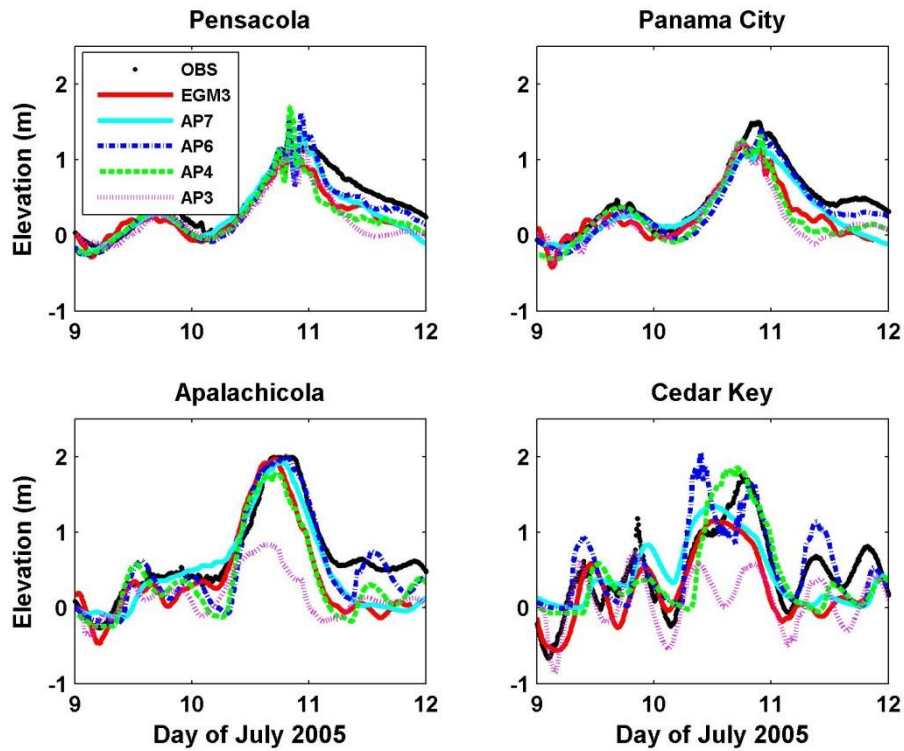 Pensacola
Elevation (m)
2
1
0
-1
9
10
11
12
OBS
EGM3
AP7
AP6
AP4
AP3
Panama City
2
1
0
-1
9
10
11
12
Apalachicola
Elevation (m)
2
1
0
-1
9
10
11
12
Day of July 2005
Cedar Key
2
1
0
-1
9
10
11
12
Day of July 2005